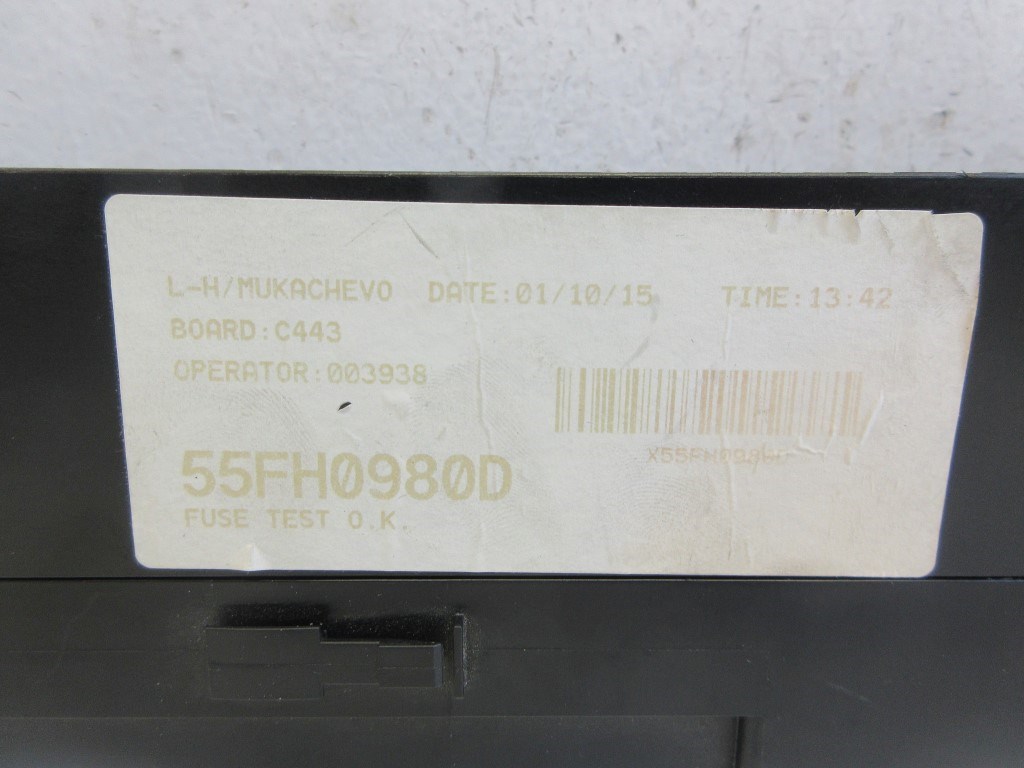 L-H/MUKACHEVO DATE:01/10/15 TIME:13:42
BOARD:C443
OPERATOR:003938
55FH0980D
FUSE TEST O.K.